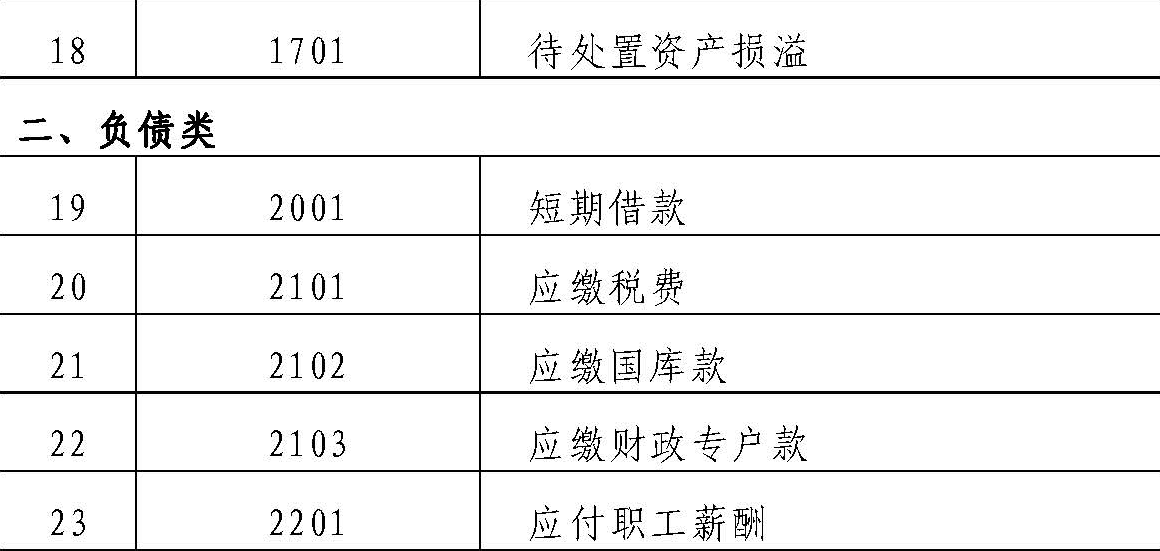 18 1701 待处置资产损溢
二、负债类
19 2001 短期借款
20 2101 应缴税费
21 2102 应缴国库款
22 2103 应缴财政专户款
23 2201 应付职工薪酬